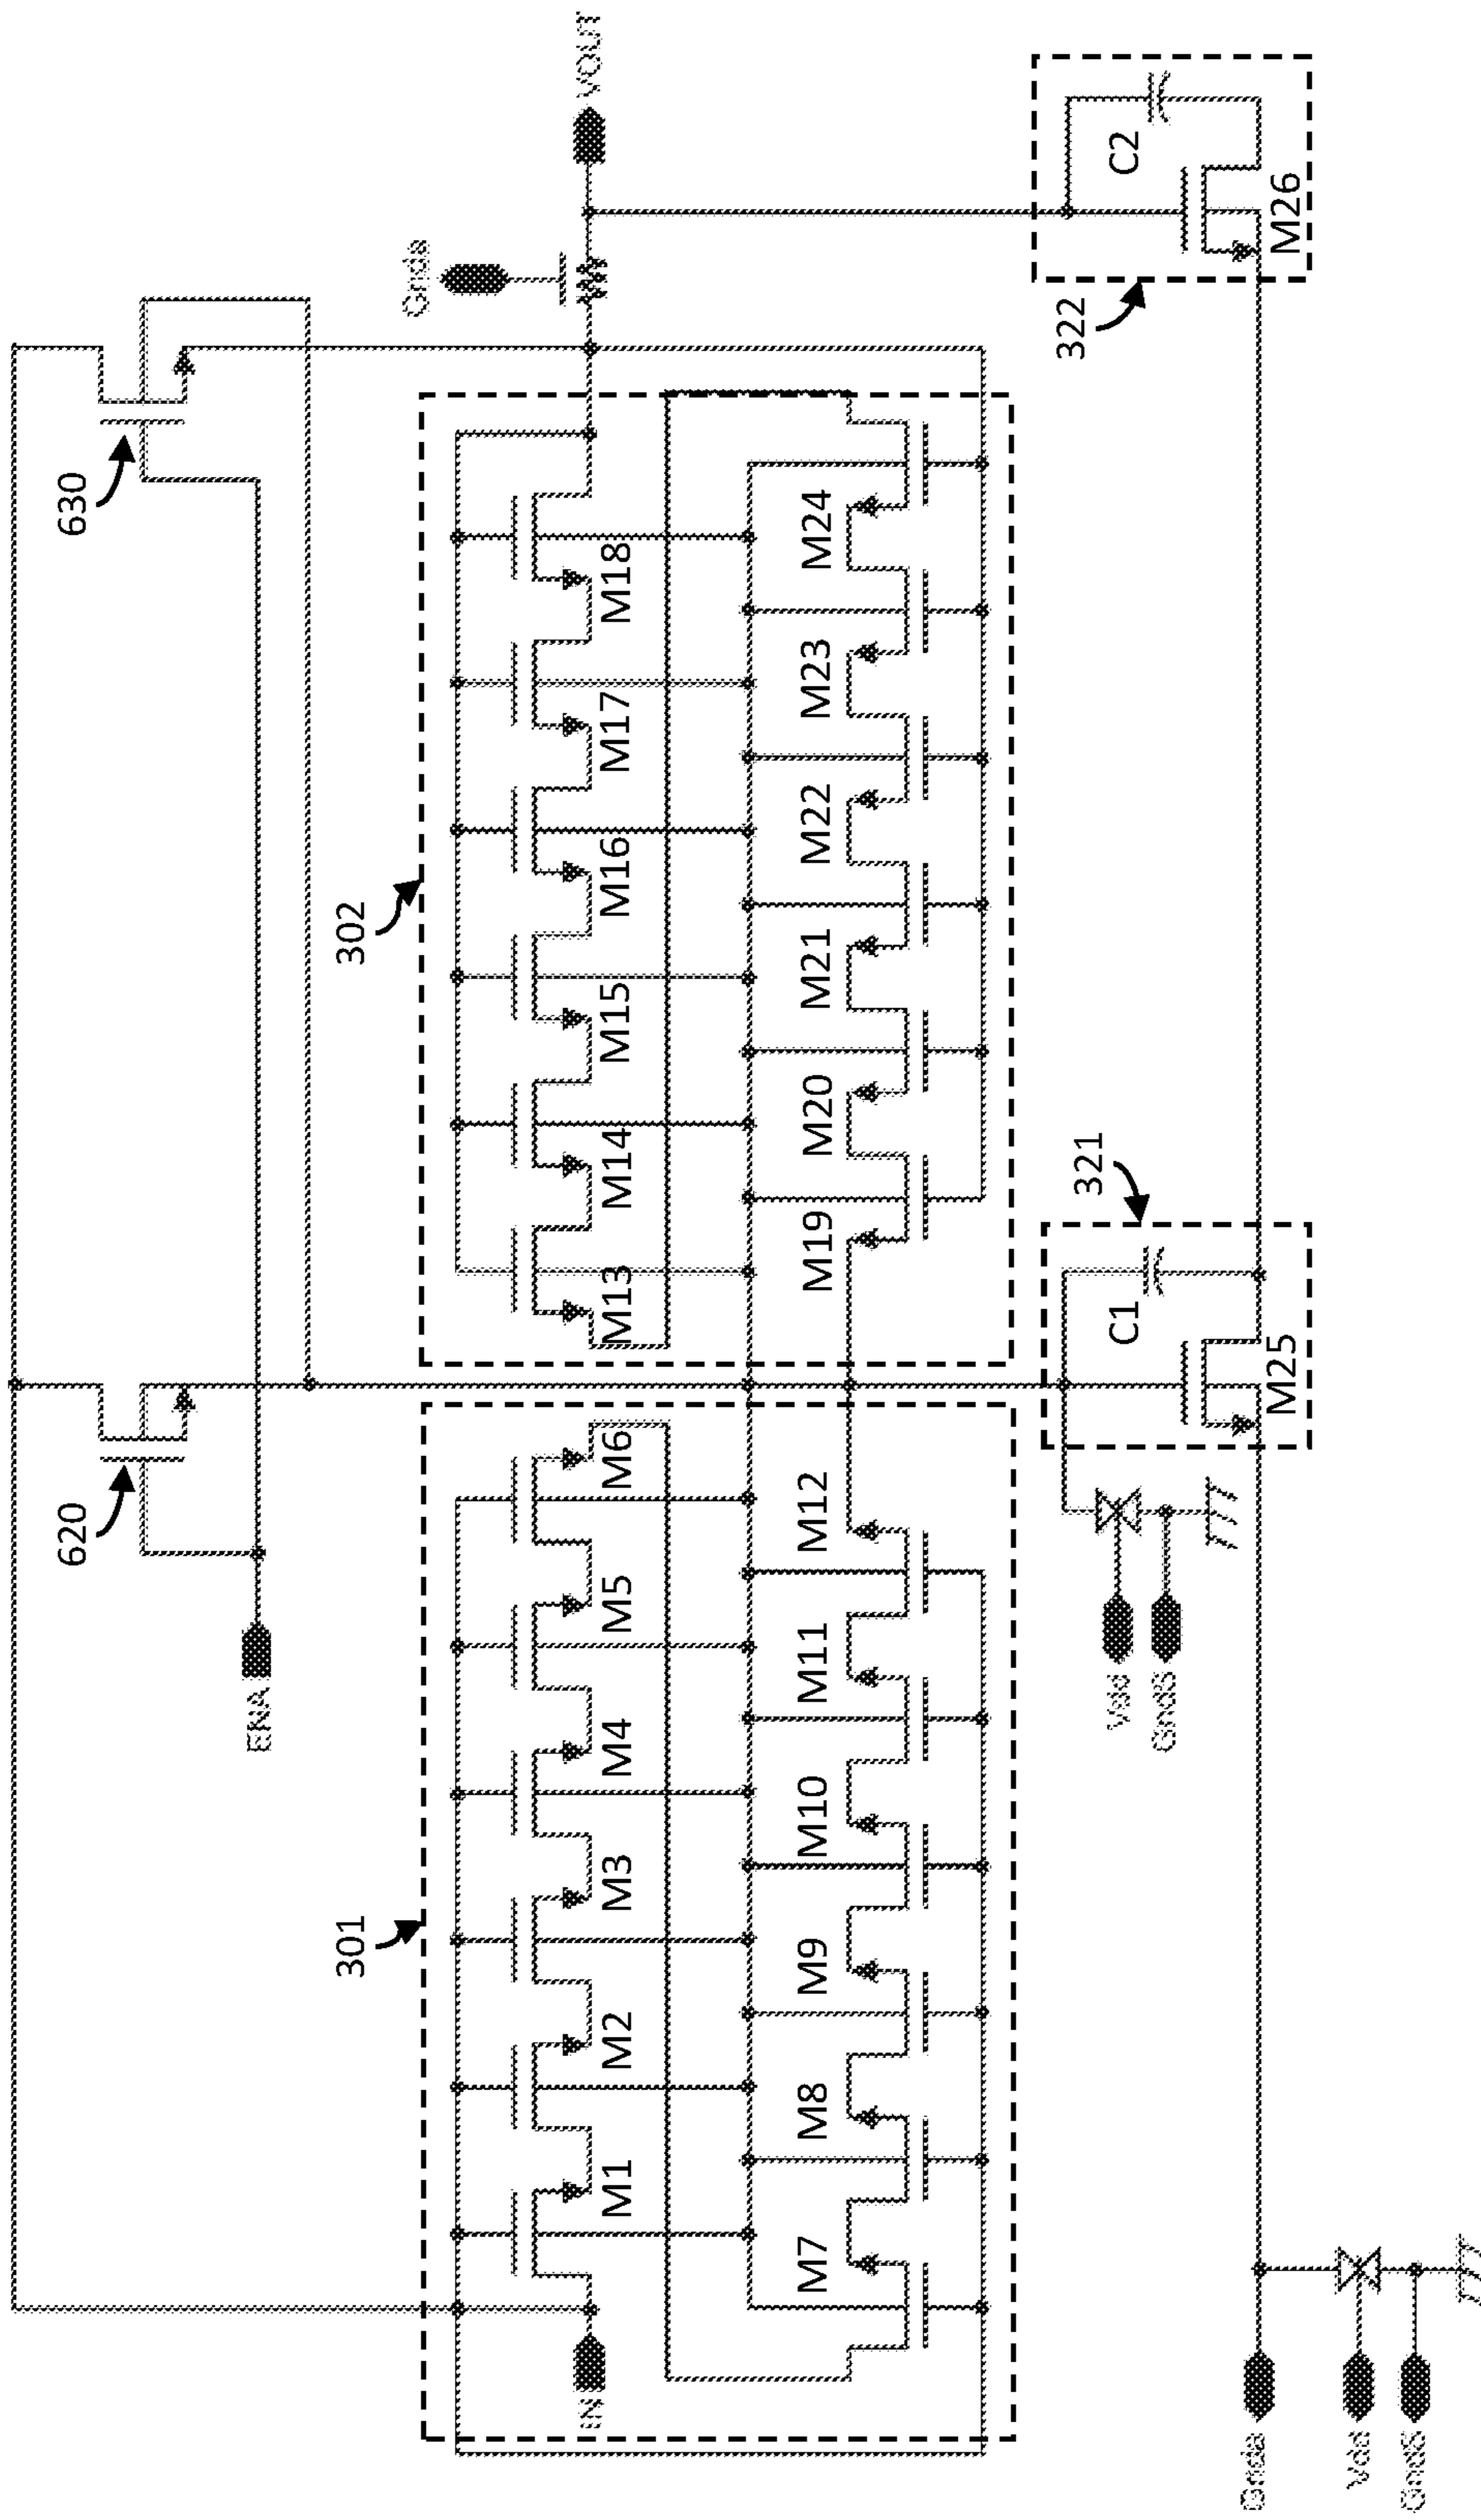 620
630
ENA
Gnda
VOUT
301
302
IN
M1
M2
M3
M4
M5
M6
M13
M14
M15
M16
M17
M18
M7
M8
M9
M10
M11
M12
M19
M20
M21
M22
M23
M24
Vdd
GndS
321
C1
M25
322
C2
M26
Gnda
Vdd
GndS